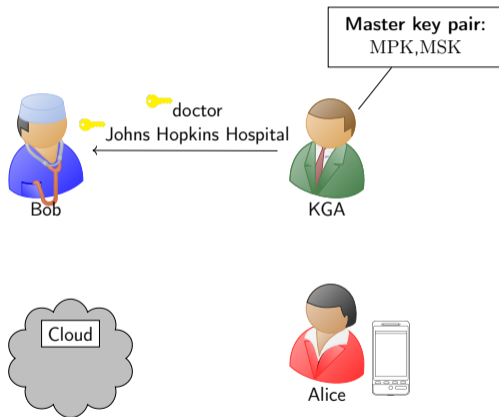 Master key pair:
MPK,MSK
doctor
Johns Hopkins Hospital
Bob
KGA
Cloud
Alice